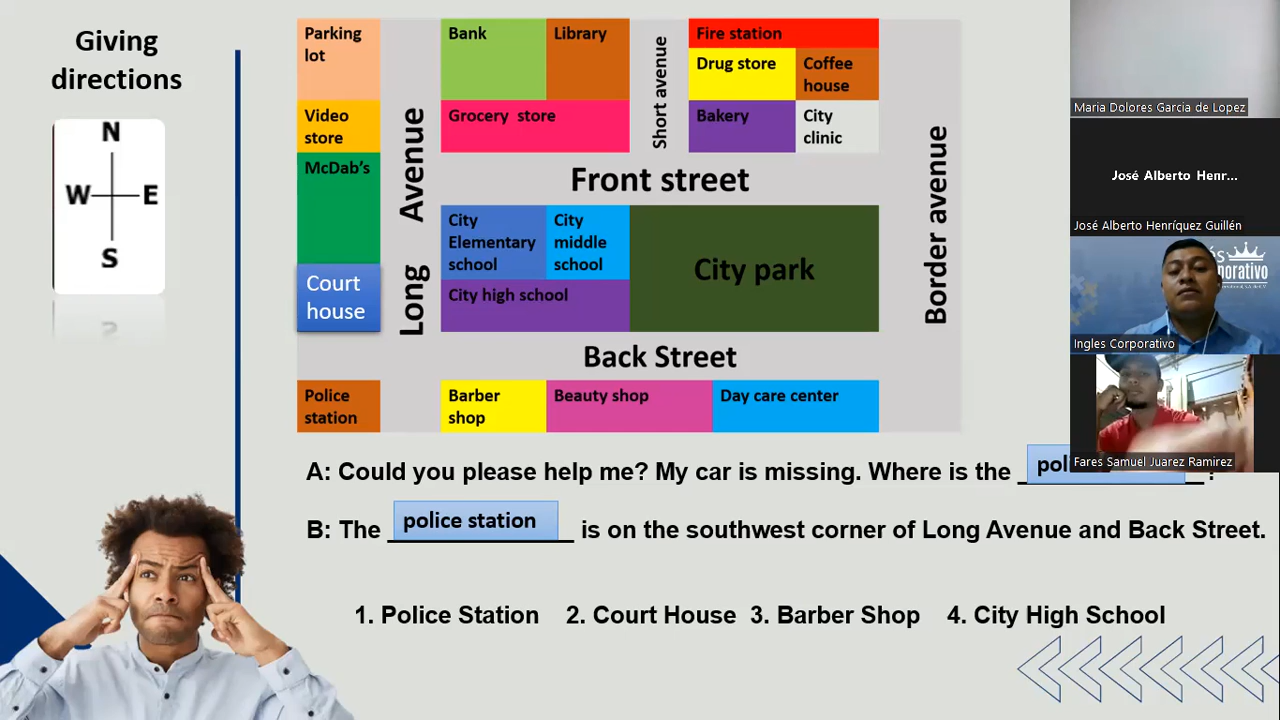 Giving
directions
N
W E
S
Parking
lot
Bank
Library
Fire station
Drug store
Coffee
house
Video
store
Grocery store
Bakery
City
clinic
McDab's
Long Avenue
Short avenue
Front street
Border avenue
City
Elementary
school
City
middle
school
City park
City high school
Court
house
Back Street
Police
station
Barber
shop
Beauty shop
Day care center
A: Could you please help me? My car is missing. Where is the
B: The police station is on the southwest corner of Long Avenue and Back Street.
1. Police Station 2. Court House 3. Barber Shop 4. City High School
Maria Dolores Garcia de Lopez
José Alberto Henr...
José Alberto Henríquez Guillén
Ingles Corporativo
Fares Samuel Juarez Ramirez